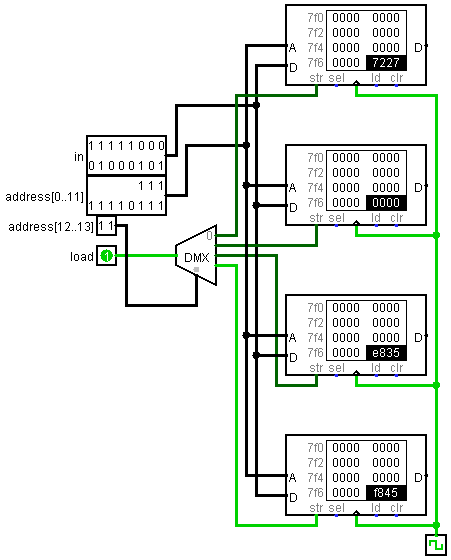 7f0 0000 0000
7f2 0000 0000
A 7f4 0000 0000 D
D 7f6 0000 7227
str sel ld clr
1 1 1 1 1 0 0 0
in
0 1 0 0 0 1 0 1
1 1 1
address[0..11]
1 1 1 1 0 1 1 1
address[12..13] 1 1
load 1
0
DMX
7f0 0000 0000
7f2 0000 0000
A 7f4 0000 0000 D
D 7f6 0000 0000
str sel ld clr
7f0 0000 0000
7f2 0000 0000
A 7f4 0000 0000 D
D 7f6 0000 e835
str sel ld clr
7f0 0000 0000
7f2 0000 0000
A 7f4 0000 0000 D
D 7f6 0000 f845
str sel ld clr